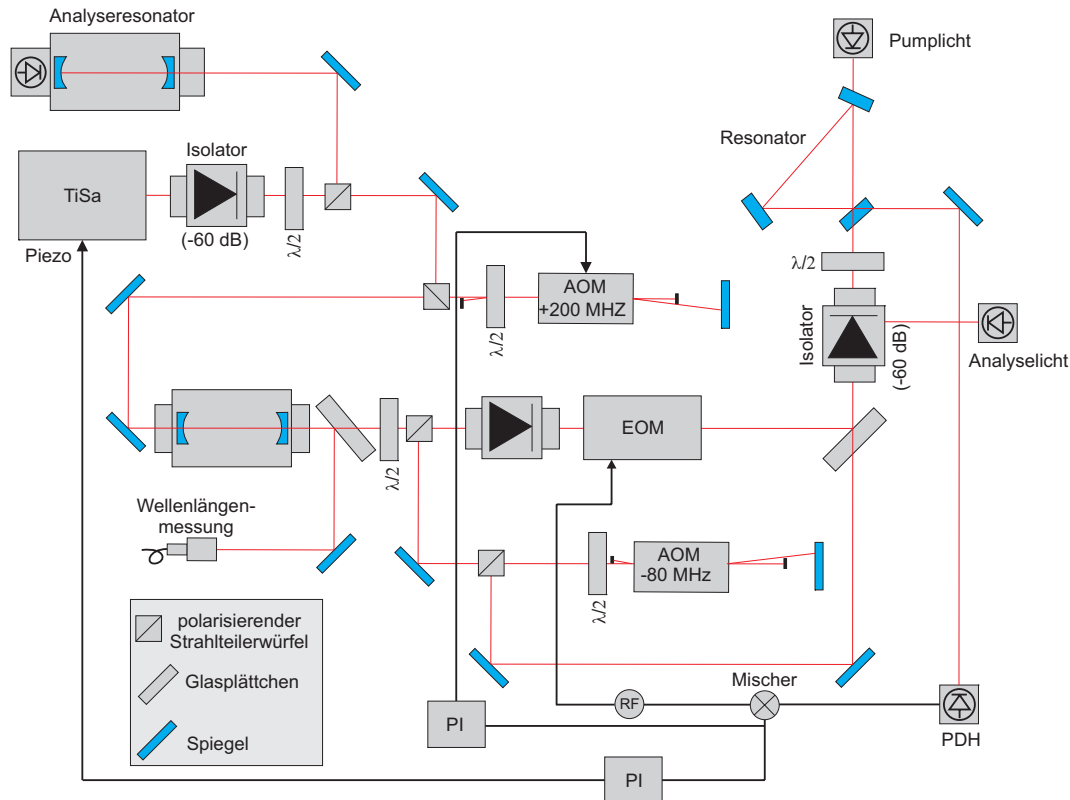 Analyseresonator
Pumplicht
Resonator
Isolator
TiSa
(-60 dB)
λ/2
Piezo
λ/2
AOM
+200 MHZ
λ/2
Isolator
(-60 dB)
Analyselicht
EOM
λ/2
Wellenlängen-
messung
AOM
-80 MHz
λ/2
polarisierender
Strahlteilerwürfel
Glasplättchen
Spiegel
Mischer
RF
PI
PDH
PI